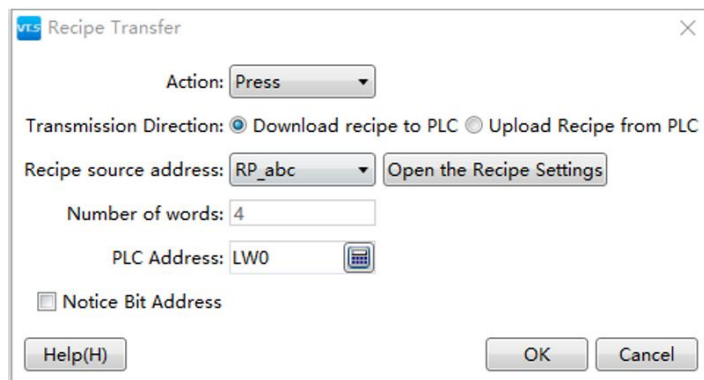 VTS Recipe Transfer
Action: Press
Transmission Direction: Download recipe to PLC Upload Recipe from PLC
Recipe source address: RP_abc Open the Recipe Settings
Number of words: 4
PLC Address: LW0
Notice Bit Address
Help(H) OK Cancel